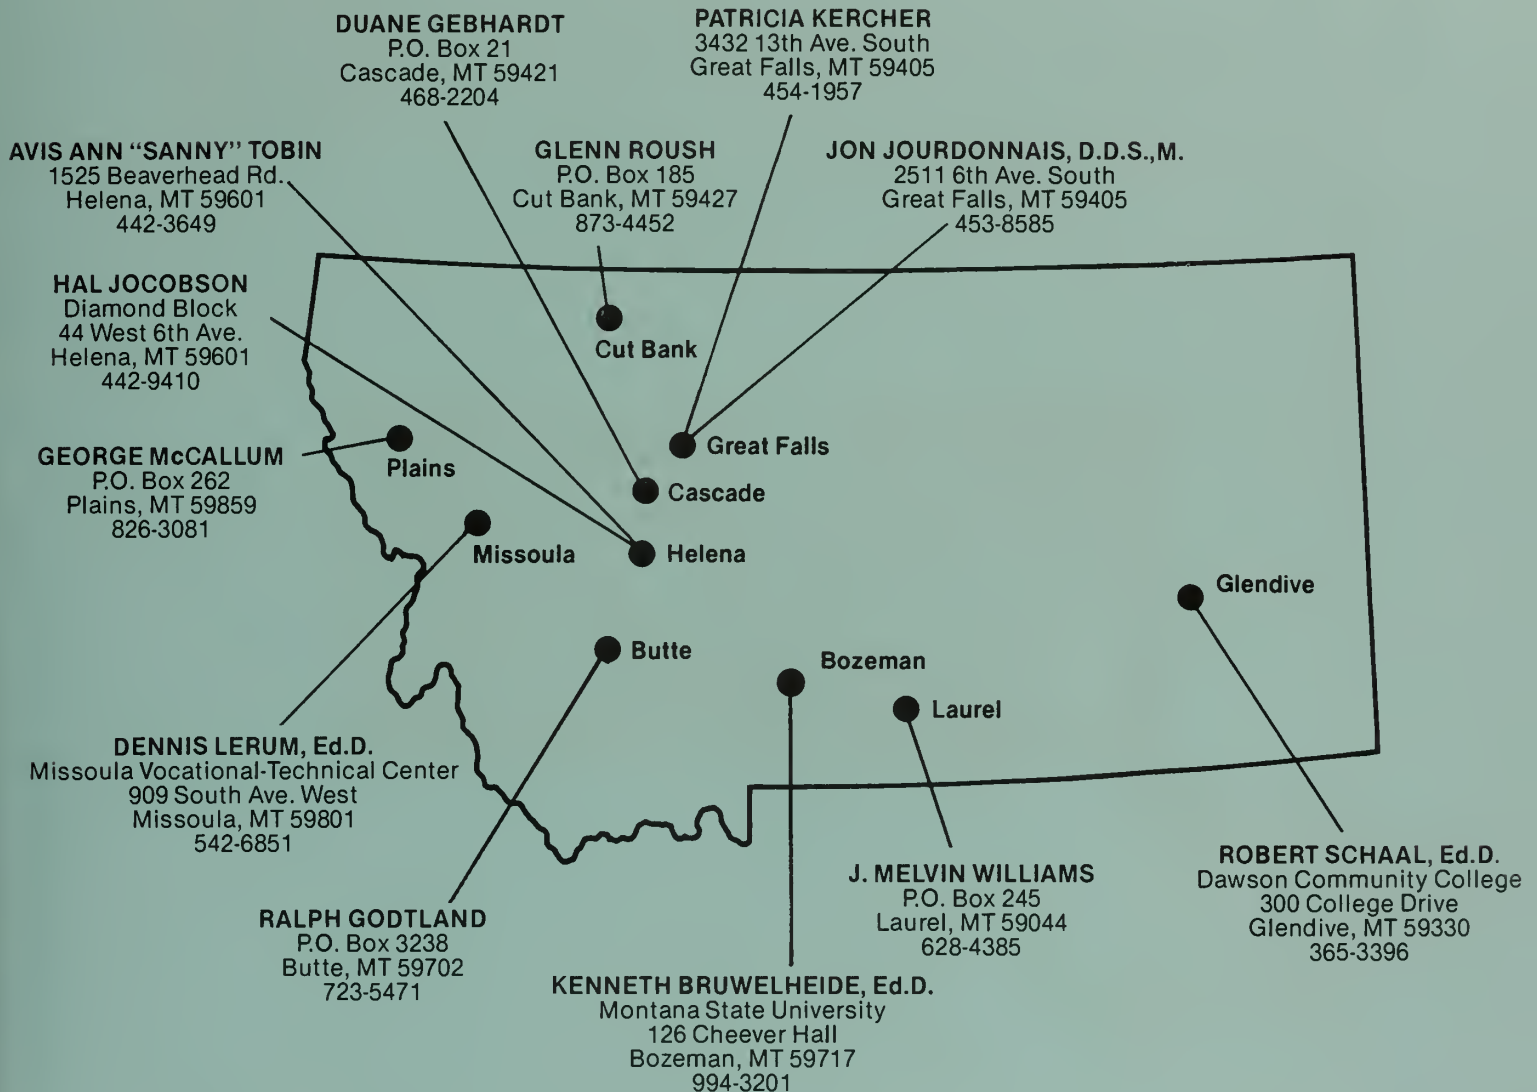 DUANE GEBHARDT
P.O. Box 21
Cascade, MT 59421
468-2204
PATRICIA KERCHER
3432 13th Ave. South
Great Falls, MT 59405
454-1957
AVIS ANN “SANNY” TOBIN
1525 Beaverhead Rd.
Helena, MT 59601
442-3649
GLENN ROUSH
P.O. Box 185
Cut Bank, MT 59427
873-4452
JON JOURDONNAIS, D.D.S.,M.
2511 6th Ave. South
Great Falls, MT 59405
453-8585
HAL JOCOBSON
Diamond Block
44 West 6th Ave.
Helena, MT 59601
442-9410
GEORGE McCALLUM
P.O. Box 262
Plains, MT 59859
826-3081
Cut Bank
Great Falls
Plains
Cascade
Missoula
Helena
Glendive
Butte
Bozeman
Laurel
DENNIS LERUM, Ed.D.
Missoula Vocational-Technical Center
909 South Ave. West
Missoula, MT 59801
542-6851
RALPH GODTLAND
P.O. Box 3238
Butte, MT 59702
723-5471
KENNETH BRUWELHEIDE, Ed.D.
Montana State University
126 Cheever Hall
Bozeman, MT 59717
994-3201
J. MELVIN WILLIAMS
P.O. Box 245
Laurel, MT 59044
628-4385
ROBERT SCHAAL, Ed.D.
Dawson Community College
300 College Drive
Glendive, MT 59330
365-3396